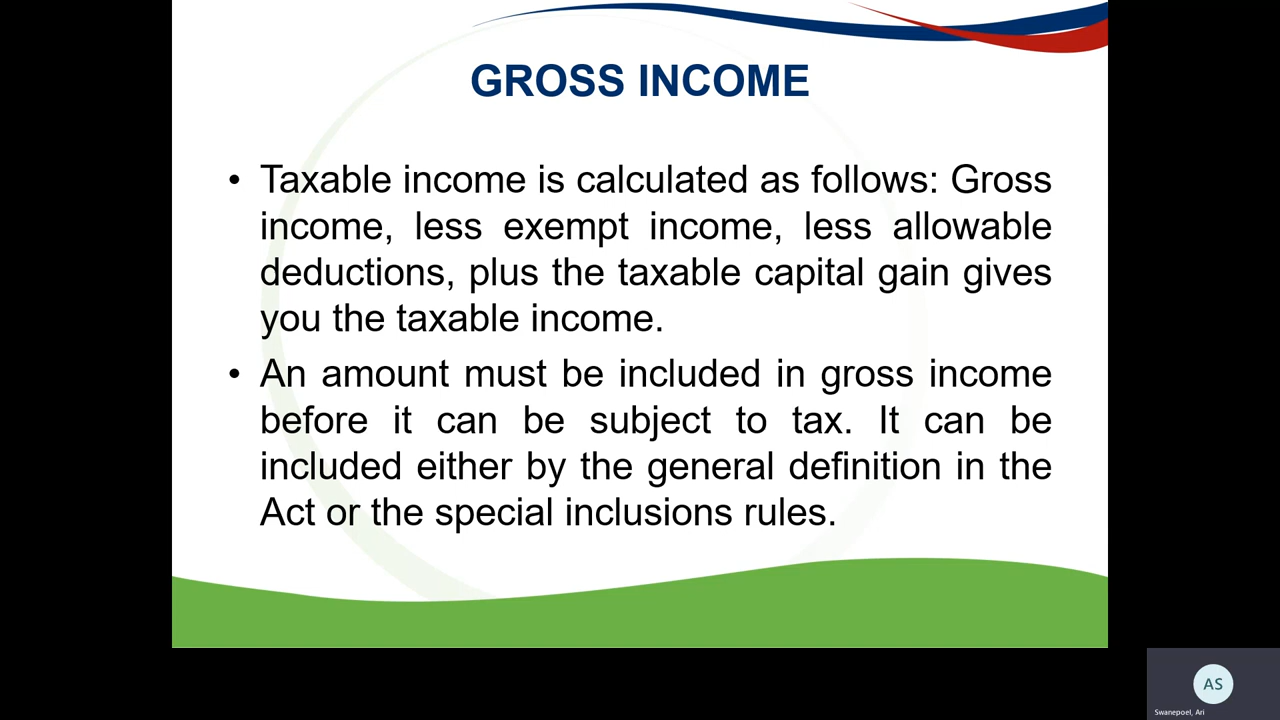 GROSS INCOME
• Taxable income is calculated as follows: Gross
income, less exempt income, less allowable
deductions, plus the taxable capital gain gives
you the taxable income.
• An amount must be included in gross income
before it can be subject to tax. It can be
included either by the general definition in the
Act or the special inclusions rules.
AS
Swanepoel, Ari